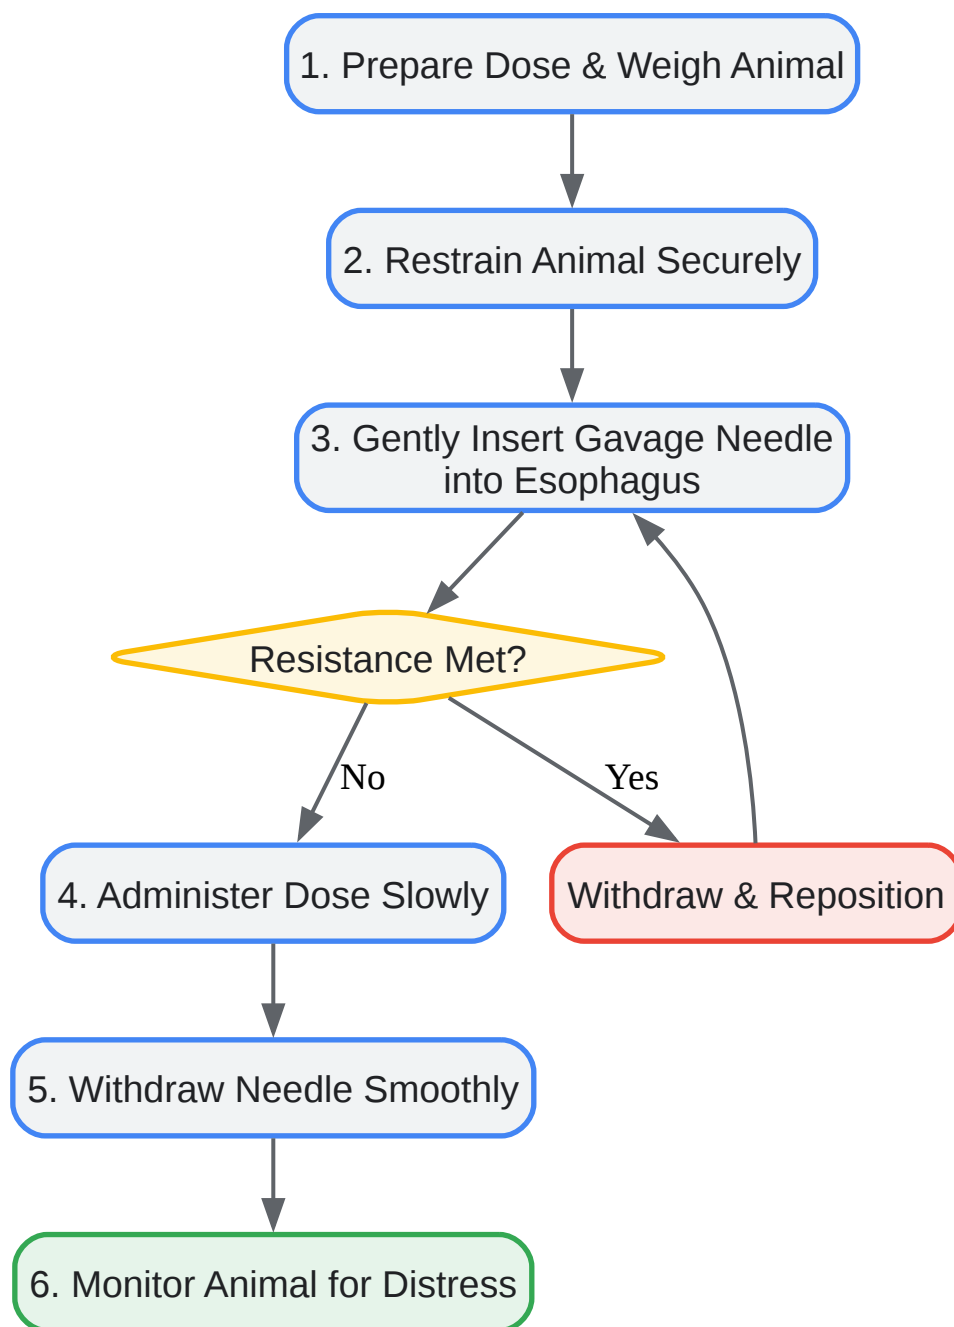 1. Prepare Dose & Weigh Animal
2. Restrain Animal Securely
3. Gently Insert Gavage Needle
into Esophagus
Resistance Met?
No
Yes
4. Administer Dose Slowly
Withdraw & Reposition
5. Withdraw Needle Smoothly
6. Monitor Animal for Distress